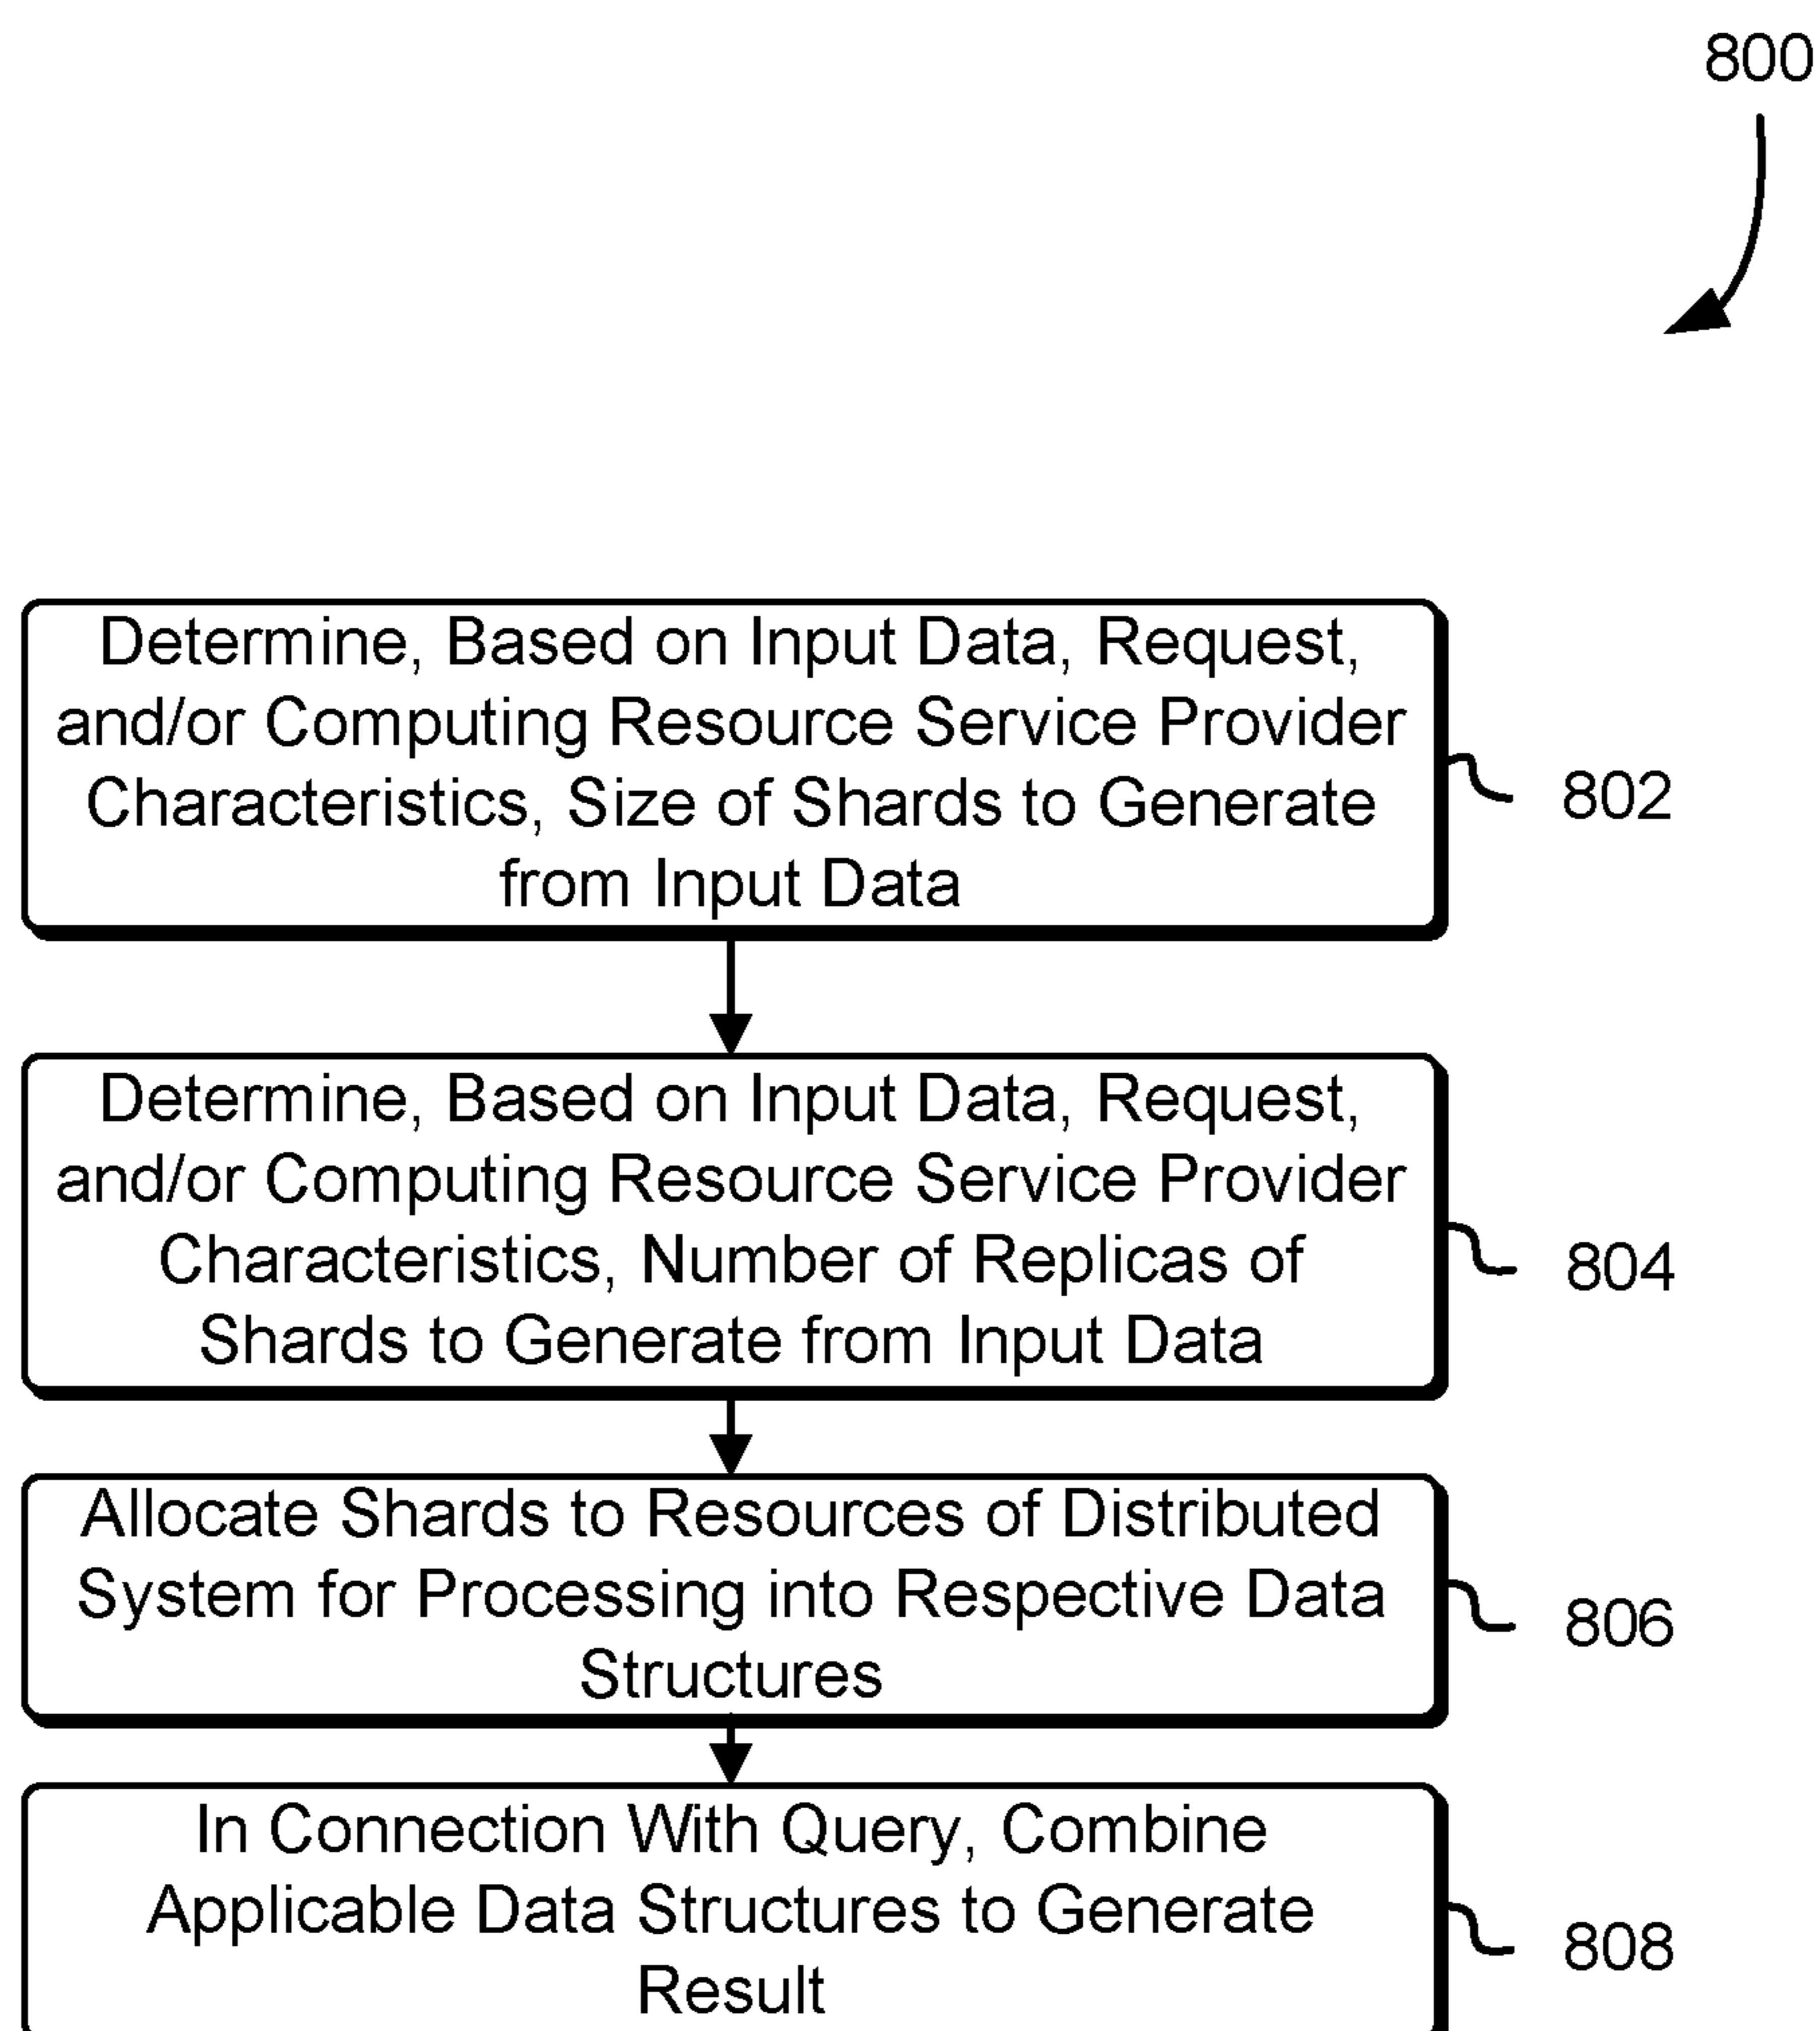 800
Determine, Based on Input Data, Request,
and/or Computing Resource Service Provider
Characteristics, Size of Shards to Generate
from Input Data
802
Determine, Based on Input Data, Request,
and/or Computing Resource Service Provider
Characteristics, Number of Replicas of
Shards to Generate from Input Data
804
Allocate Shards to Resources of Distributed
System for Processing into Respective Data
Structures
806
In Connection With Query, Combine
Applicable Data Structures to Generate
Result
808